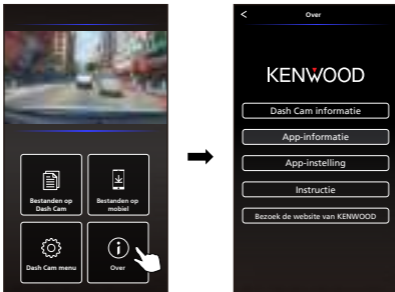 Bestanden op
Dash Cam
Bestanden op
mobiel
Dash Cam menu
Over
<
Over
KENWOOD
Dash Cam informatie
App-informatie
App-instelling
Instructie
Bezoek de website van KENWOOD